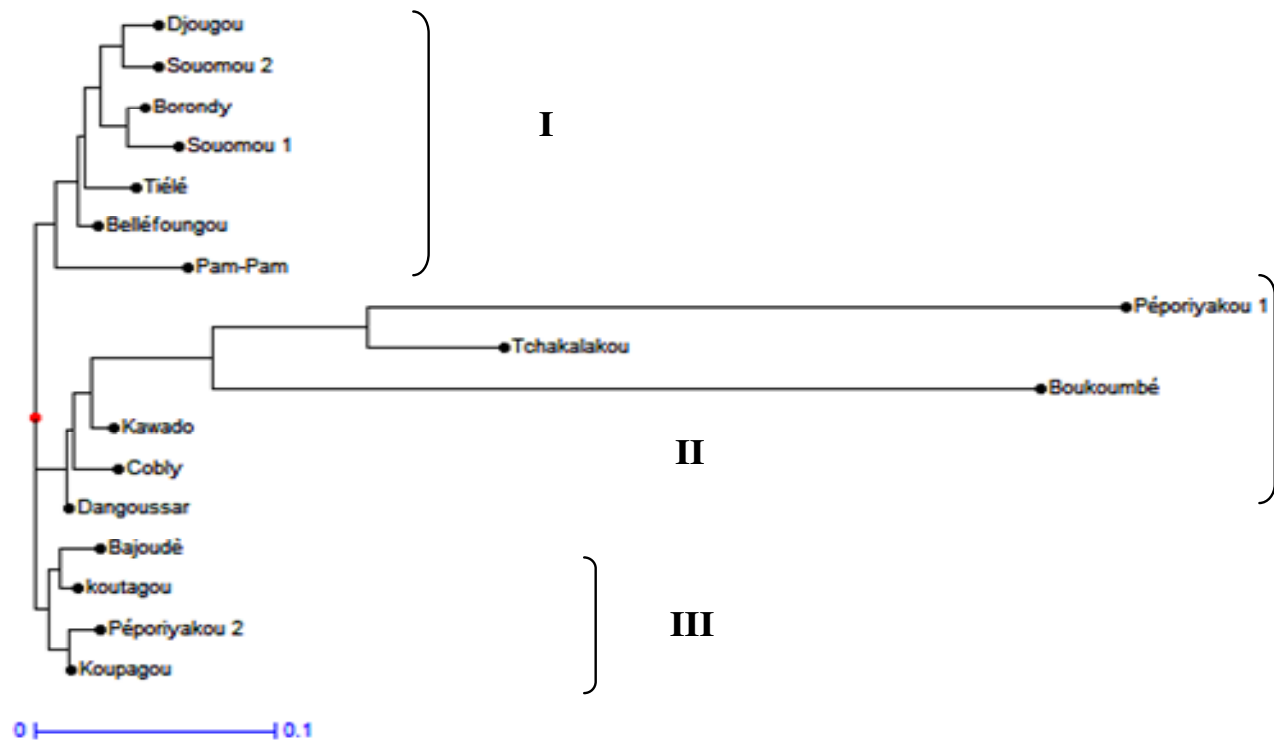 Djougou
Souomou 2
Borondy
I
Souomou 1
Tiélé
Belléfoungou
Pam-Pam
Péporiyakou 1
Tchakalakou
Boukoumbé
Kawado
II
Cobly
Dangoussar
Bajoudè
koutagou
Péporiyakou 2
III
Koupagou
0 0.1